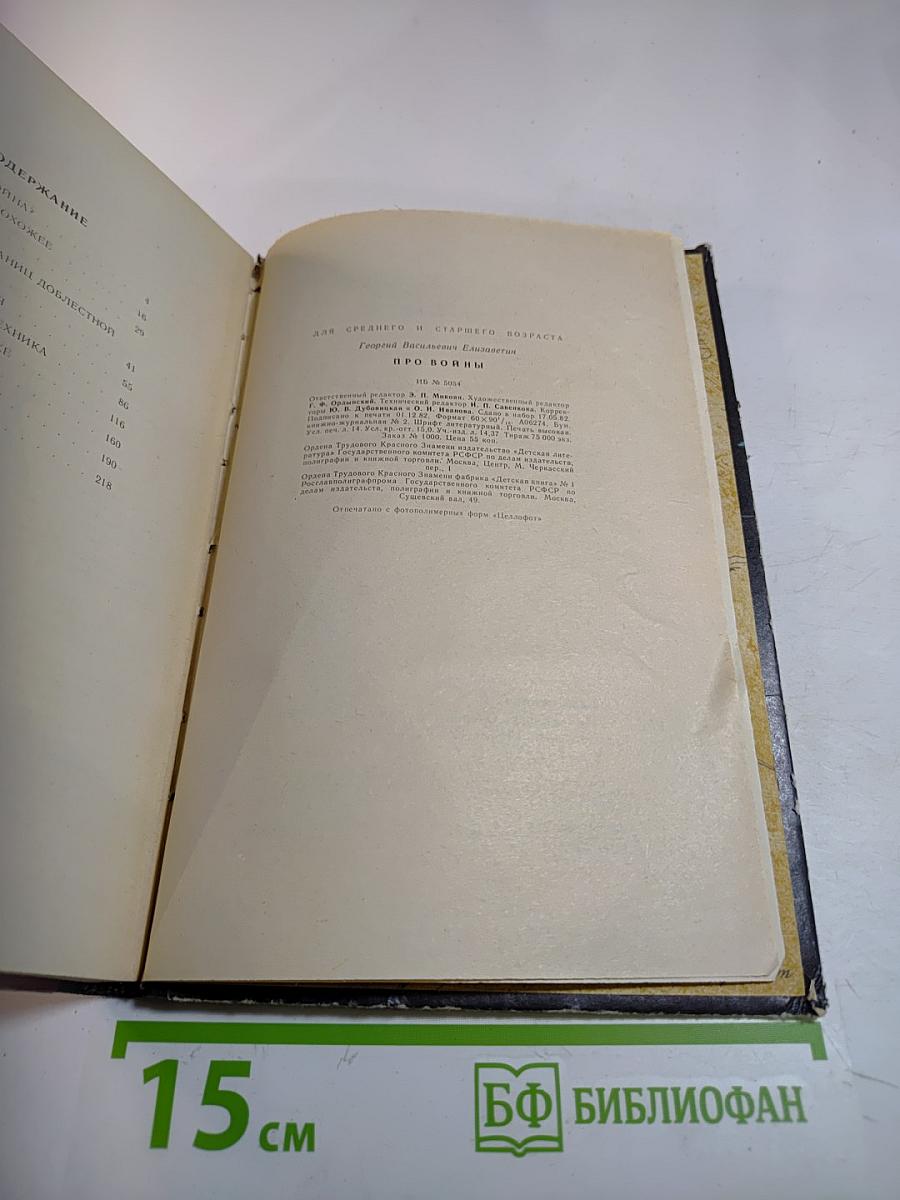 ОДЕРЖАНИЕ
ОЙНА?
ОХОЖЕЕ
АНИЦ ДОБЛЕСТНОЙ
ЕХНИКА
4
16
29
41
55
86
116
160
190
218
ДЛЯ СРЕДНЕГО И СТАРШЕГО ВОЗРАСТА
Георгий Васильевич Елизаветин
ПРО ВОЙНЫ
ИБ № 5054
Ответственный редактор Э. П. Микоян. Художественный редактор
Г. Ф. Ордынский. Технический редактор Н. П. Савенкова. Коррек-
торы Ю. В. Дубовицкая и О. И. Иванова. Сдано в набор 17.05.82.
Подписано к печати 01.12.82. Формат 60×90¹/₁₆. А06274. Бум.
книжно-журнальная № 2. Шрифт литературный. Печать высокая.
Усл. печ. л. 14. Усл. кр.-отт. 15,0. Уч.-изд. л. 14,37 Тираж 75 000 экз.
Заказ № 1000. Цена 55 коп.
Ордена Трудового Красного Знамени издательство «Детская лите-
ратура» Государственного комитета РСФСР по делам издательств,
полиграфии и книжной торговли. Москва, Центр, М. Черкасский
пер., 1
Ордена Трудового Красного Знамени фабрика «Детская книга» № 1
Росглавполиграфпрома Государственного комитета РСФСР по
делам издательств, полиграфии и книжной торговли. Москва,
Сущевский вал, 49.
Отпечатано с фотополимерных форм «Целлофот»
15 см
БФ БИБЛИОФАН